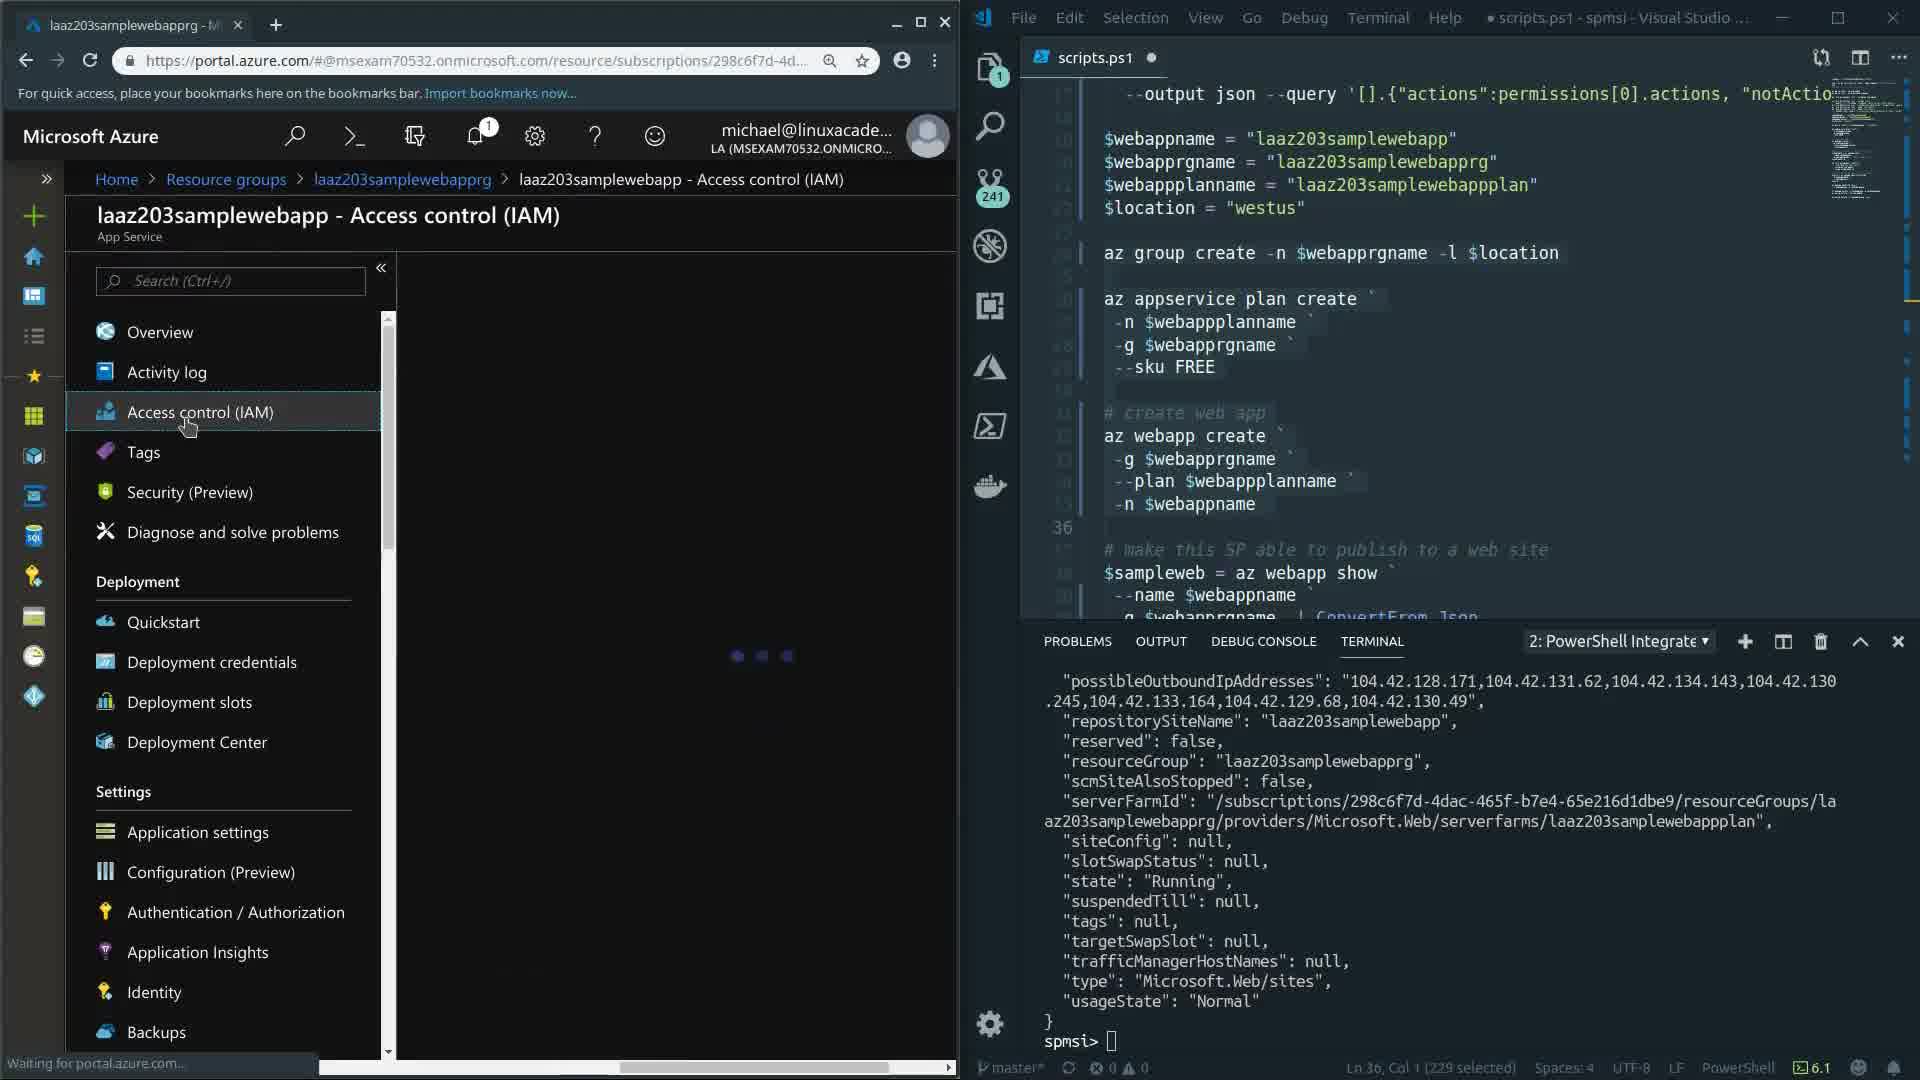 laaz203samplewebapprg - M
https://portal.azure.com/#@msexam70532.onmicrosoft.com/resource/subscriptions/298c6f7d-4d...
For quick access, place your bookmarks here on the bookmarks bar. Import bookmarks now...
Microsoft Azure
1
michael@linuxacade...
LA (MSEXAM70532.ONMICRO...
Home > Resource groups > laaz203samplewebapprg > laaz203samplewebapp - Access control (IAM)
laaz203samplewebapp - Access control (IAM)
App Service
Search (Ctrl+/)
Overview
Activity log
Access control (IAM)
Tags
Security (Preview)
Diagnose and solve problems
Deployment
Quickstart
Deployment credentials
Deployment slots
Deployment Center
Settings
Application settings
Configuration (Preview)
Authentication / Authorization
Application Insights
Identity
Backups
Waiting for portal.azure.com...
File Edit Selection View Go Debug Terminal Help
● scripts.ps1 - spmsi - Visual Studio ...
scripts.ps1
1
241
--output json --query '[].{"actions":permissions[0].actions, "notActio
$webappname = "laaz203samplewebapp"
$webapprgname = "laaz203samplewebapprg"
$webappplanname = "laaz203samplewebappplan"
$location = "westus"
az group create -n $webapprgname -l $location
az appservice plan create `
-n $webappplanname `
-g $webapprgname `
--sku FREE
# create web app
az webapp create `
-g $webapprgname `
--plan $webappplanname `
-n $webappname
36
# make this SP able to publish to a web site
$sampleweb = az webapp show `
--name $webappname `
-g $webapprgname | ConvertFrom-Json
PROBLEMS OUTPUT DEBUG CONSOLE TERMINAL
2: PowerShell Integrate
"possibleOutboundIpAddresses": "104.42.128.171,104.42.131.62,104.42.134.143,104.42.130
.245,104.42.133.164,104.42.129.68,104.42.130.49",
"repositorySiteName": "laaz203samplewebapp",
"reserved": false,
"resourceGroup": "laaz203samplewebapprg",
"scmSiteAlsoStopped": false,
"serverFarmId": "/subscriptions/298c6f7d-4dac-465f-b7e4-65e216d1dbe9/resourceGroups/la
az203samplewebapprg/providers/Microsoft.Web/serverfarms/laaz203samplewebappplan",
"siteConfig": null,
"slotSwapStatus": null,
"state": "Running",
"suspendedTill": null,
"tags": null,
"targetSwapSlot": null,
"trafficManagerHostNames": null,
"type": "Microsoft.Web/sites",
"usageState": "Normal"
}
spmsi>
master* 0 0
Ln 36, Col 1 (229 selected) Spaces: 4 UTF-8 LF PowerShell 6.1